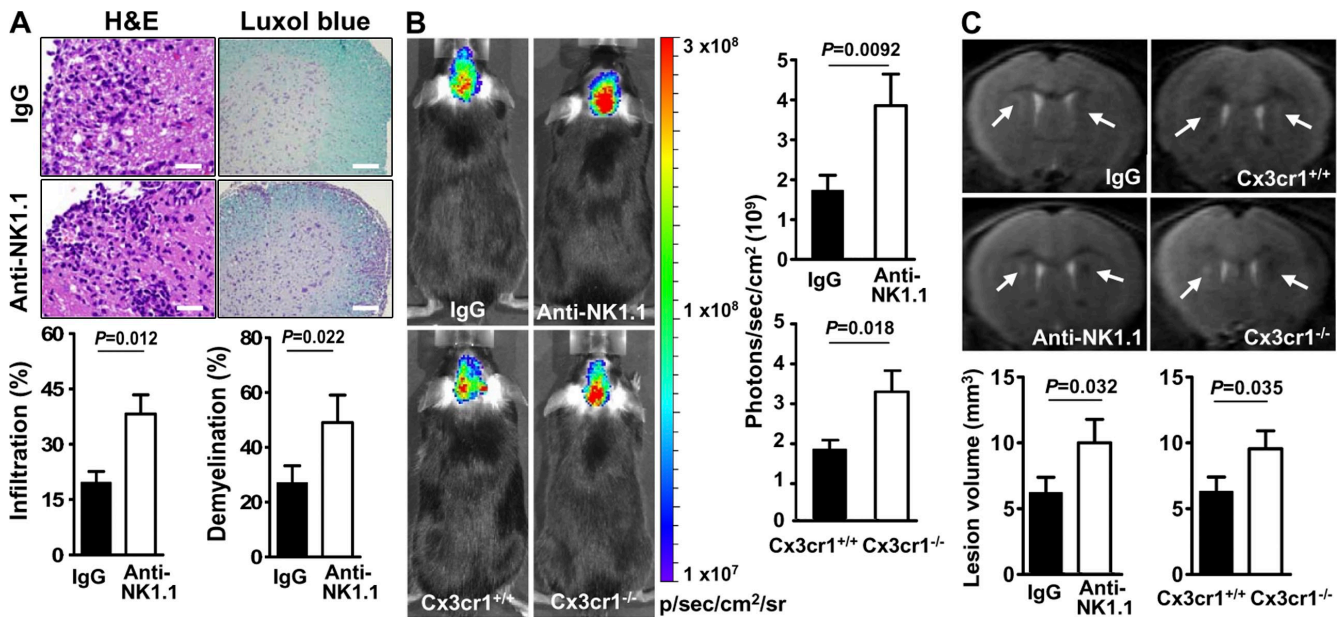 A
H&E
Luxol blue
IgG
Anti-NK1.1
60
45
30
15
0
Infiltration (%)
P=0.012
IgG
Anti-
NK1.1
80
60
40
20
0
Demyelination (%)
P=0.022
IgG
Anti-
NK1.1
B
IgG
Anti-NK1.1
Cx3cr1+/+
Cx3cr1-/-
3 x10⁸
1 x10⁸
1 x10⁷
p/sec/cm²/sr
Photons/sec/cm² (10⁹)
P=0.0092
5
4
3
2
1
0
IgG
Anti-
NK1.1
P=0.018
4
3
2
1
0
Cx3cr1+/+ Cx3cr1-/-
C
IgG
Cx3cr1+/+
Anti-NK1.1
Cx3cr1-/-
Lesion volume (mm³)
15
10
5
0
P=0.032
IgG
Anti-
NK1.1
15
10
5
0
P=0.035
Cx3cr1+/+ Cx3cr1-/-